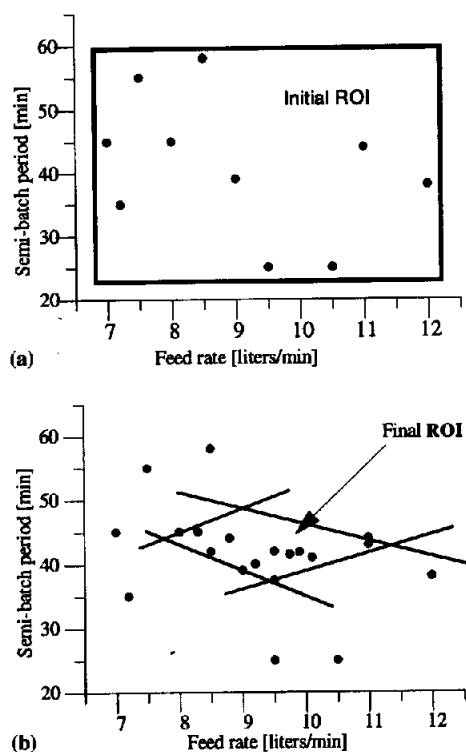 60
50
40
30
20
Semi-batch period [min]
Initial ROI
7 8 9 10 11 12
(a) Feed rate [liters/min]
Final ROI
60
50
40
30
20
Semi-batch period [min]
7 8 9 10 11 12
(b) Feed rate [liters/min]